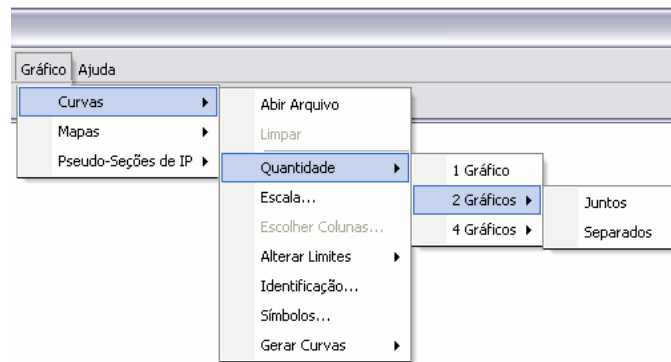 Gráfico Ajuda
Curvas
Mapas
Pseudo-Seções de IP
Abir Arquivo
Limpar
Quantidade
Escala...
Escolher Colunas...
Alterar Limites
Identificação...
Símbolos...
Gerar Curvas
1 Gráfico
2 Gráficos
4 Gráficos
Juntos
Separados